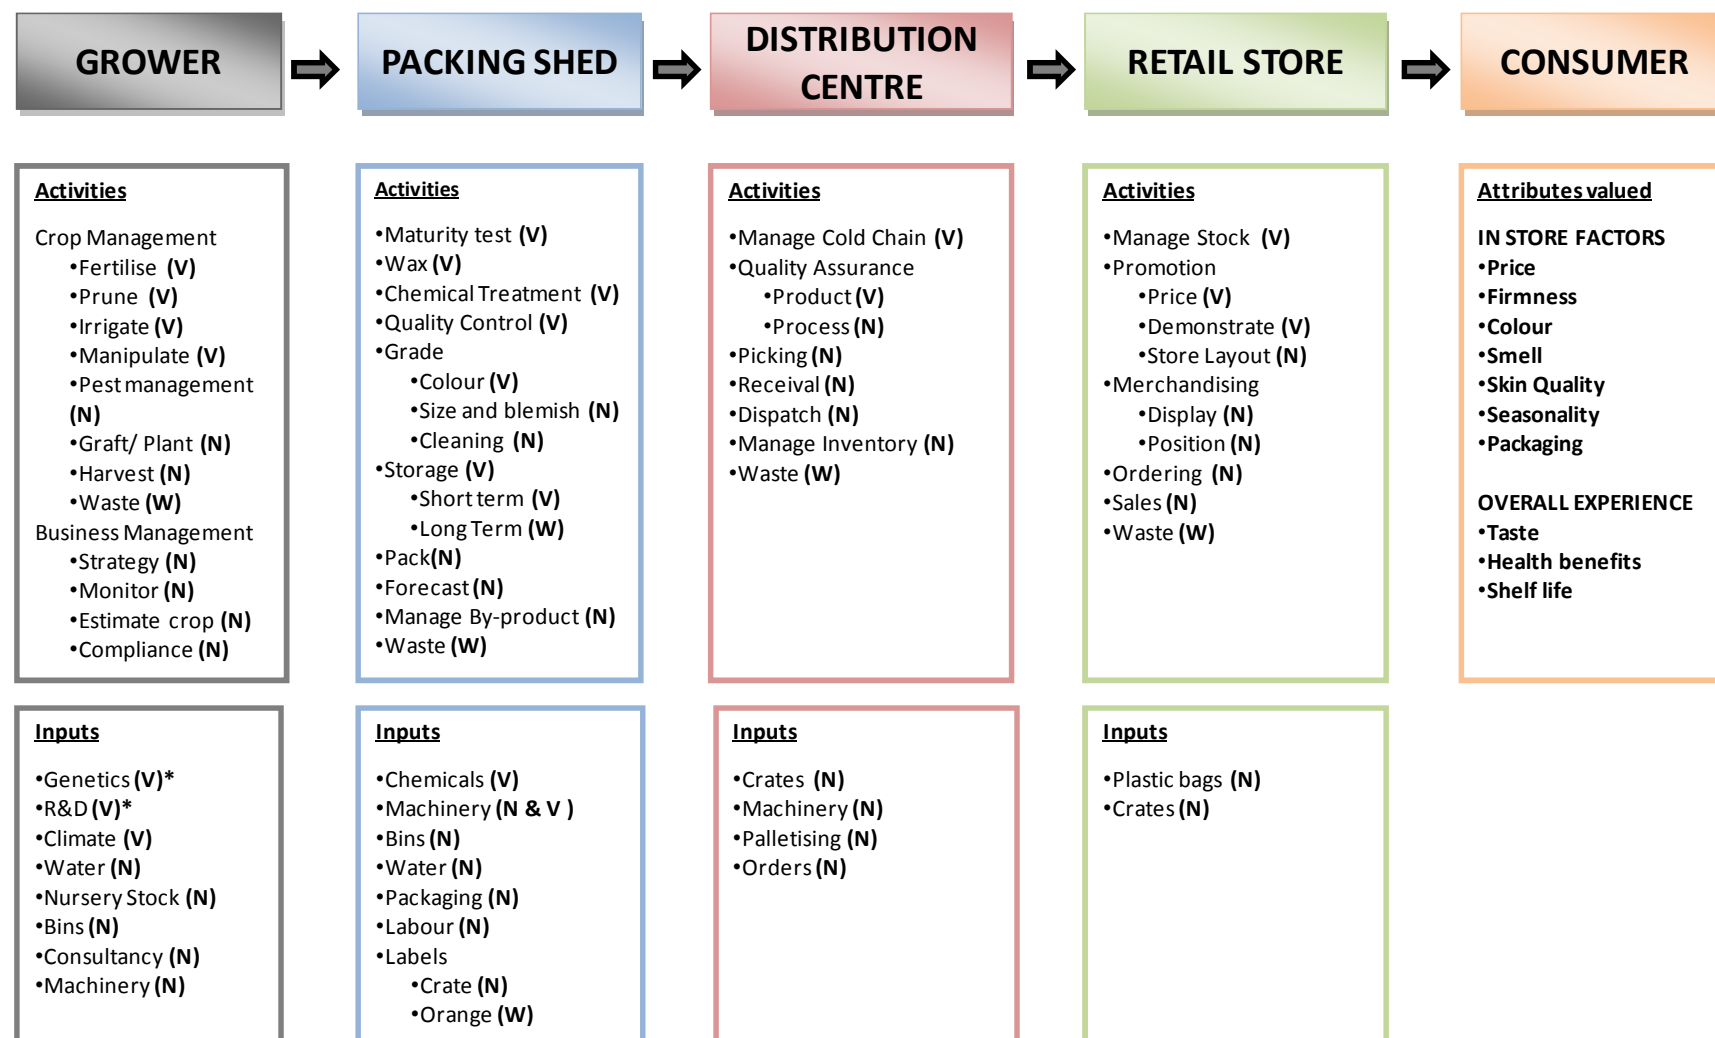 GROWER
PACKING SHED
DISTRIBUTION
CENTRE
RETAIL STORE
CONSUMER
Activities
Crop Management
•Fertilise (V)
•Prune (V)
•Irrigate (V)
•Manipulate (V)
•Pest management
(N)
•Graft/ Plant (N)
•Harvest (N)
•Waste (W)
Business Management
•Strategy (N)
•Monitor (N)
•Estimate crop (N)
•Compliance (N)
Activities
•Maturity test (V)
•Wax (V)
•Chemical Treatment (V)
•Quality Control (V)
•Grade
•Colour (V)
•Size and blemish (N)
•Cleaning (N)
•Storage (V)
•Short term (V)
•Long Term (W)
•Pack(N)
•Forecast (N)
•Manage By-product (N)
•Waste (W)
Activities
•Manage Cold Chain (V)
•Quality Assurance
•Product (V)
•Process (N)
•Picking (N)
•Receival (N)
•Dispatch (N)
•Manage Inventory (N)
•Waste (W)
Activities
•Manage Stock (V)
•Promotion
•Price (V)
•Demonstrate (V)
•Store Layout (N)
•Merchandising
•Display (N)
•Position (N)
•Ordering (N)
•Sales (N)
•Waste (W)
Attributes valued
IN STORE FACTORS
•Price
•Firmness
•Colour
•Smell
•Skin Quality
•Seasonality
•Packaging
OVERALL EXPERIENCE
•Taste
•Health benefits
•Shelf life
Inputs
•Genetics (V)*
•R&D (V)*
•Climate (V)
•Water (N)
•Nursery Stock (N)
•Bins (N)
•Consultancy (N)
•Machinery (N)
Inputs
•Chemicals (V)
•Machinery (N & V )
•Bins (N)
•Water (N)
•Packaging (N)
•Labour (N)
•Labels
•Crate (N)
•Orange (W)
Inputs
•Crates (N)
•Machinery (N)
•Palletising (N)
•Orders (N)
Inputs
•Plastic bags (N)
•Crates (N)